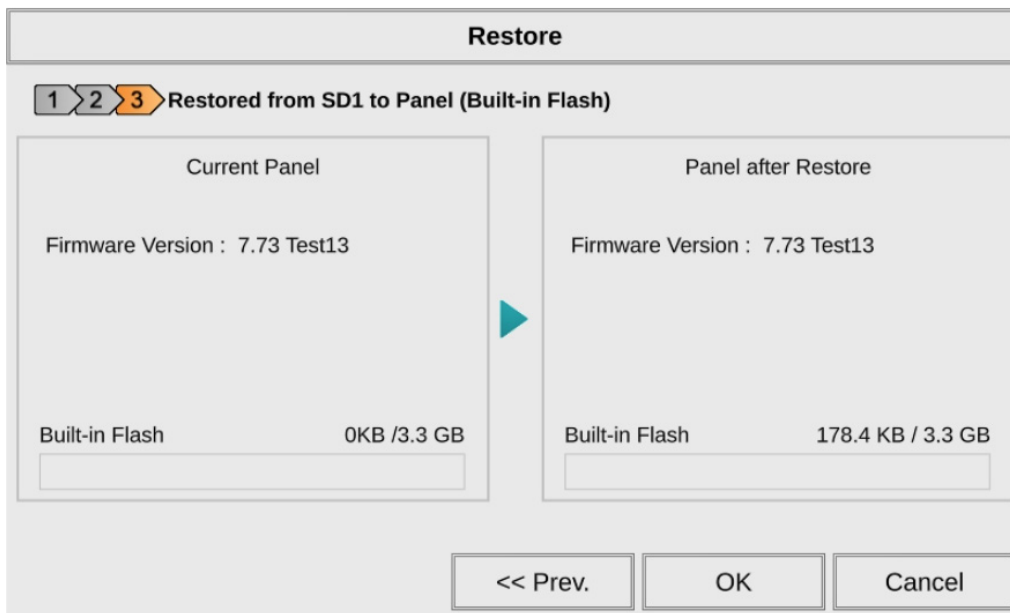 Restore
1 2 3 Restored from SD1 to Panel (Built-in Flash)
Current Panel
Firmware Version : 7.73 Test13
Built-in Flash 0KB /3.3 GB
Panel after Restore
Firmware Version : 7.73 Test13
Built-in Flash 178.4 KB / 3.3 GB
<< Prev. OK Cancel